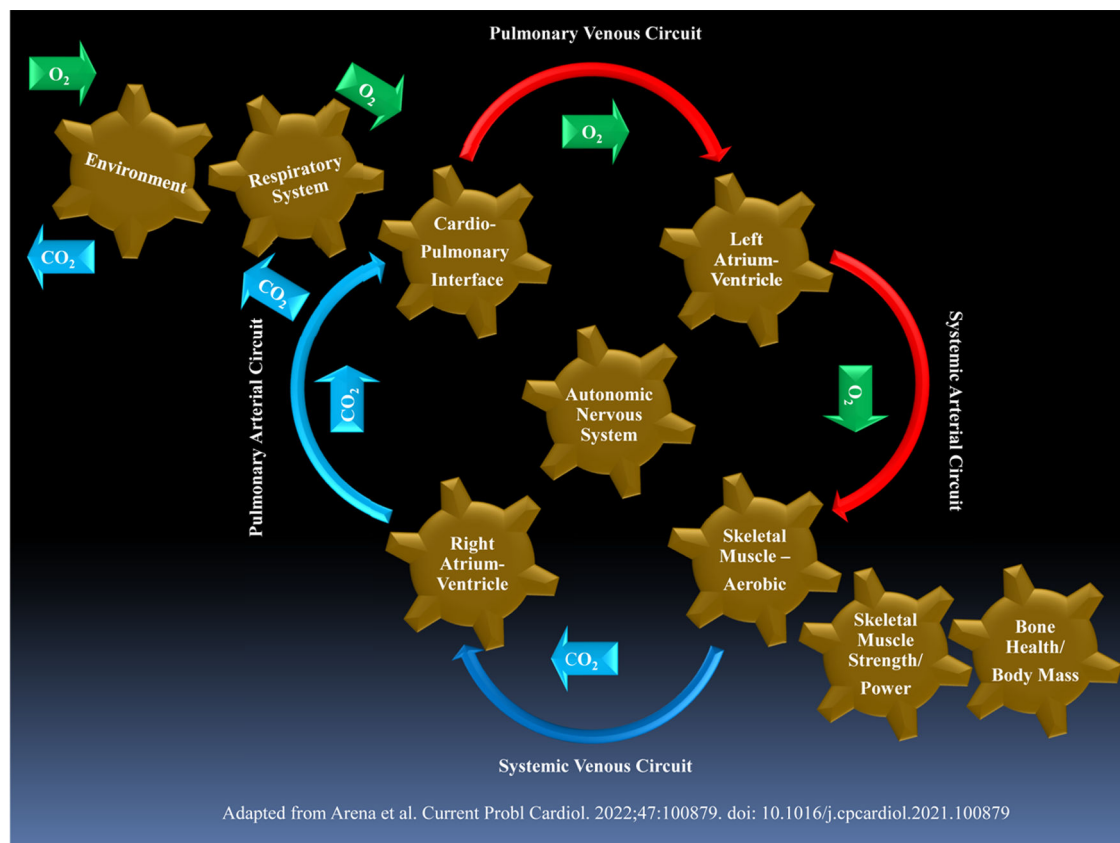 Pulmonary Venous Circuit
O₂
O₂
O₂
Environment
Respiratory
System
Cardio-
Pulmonary
Interface
Left
Atrium-
Ventricle
CO₂
CO₂
Pulmonary Arterial Circuit
CO₂
Autonomic
Nervous
System
O₂
Systemic Arterial Circuit
Right
Atrium-
Ventricle
Skeletal
Muscle –
Aerobic
CO₂
Skeletal
Muscle
Strength/
Power
Bone
Health/
Body Mass
Systemic Venous Circuit
Adapted from Arena et al. Current Probl Cardiol. 2022;47:100879. doi: 10.1016/j.cpcardiol.2021.100879